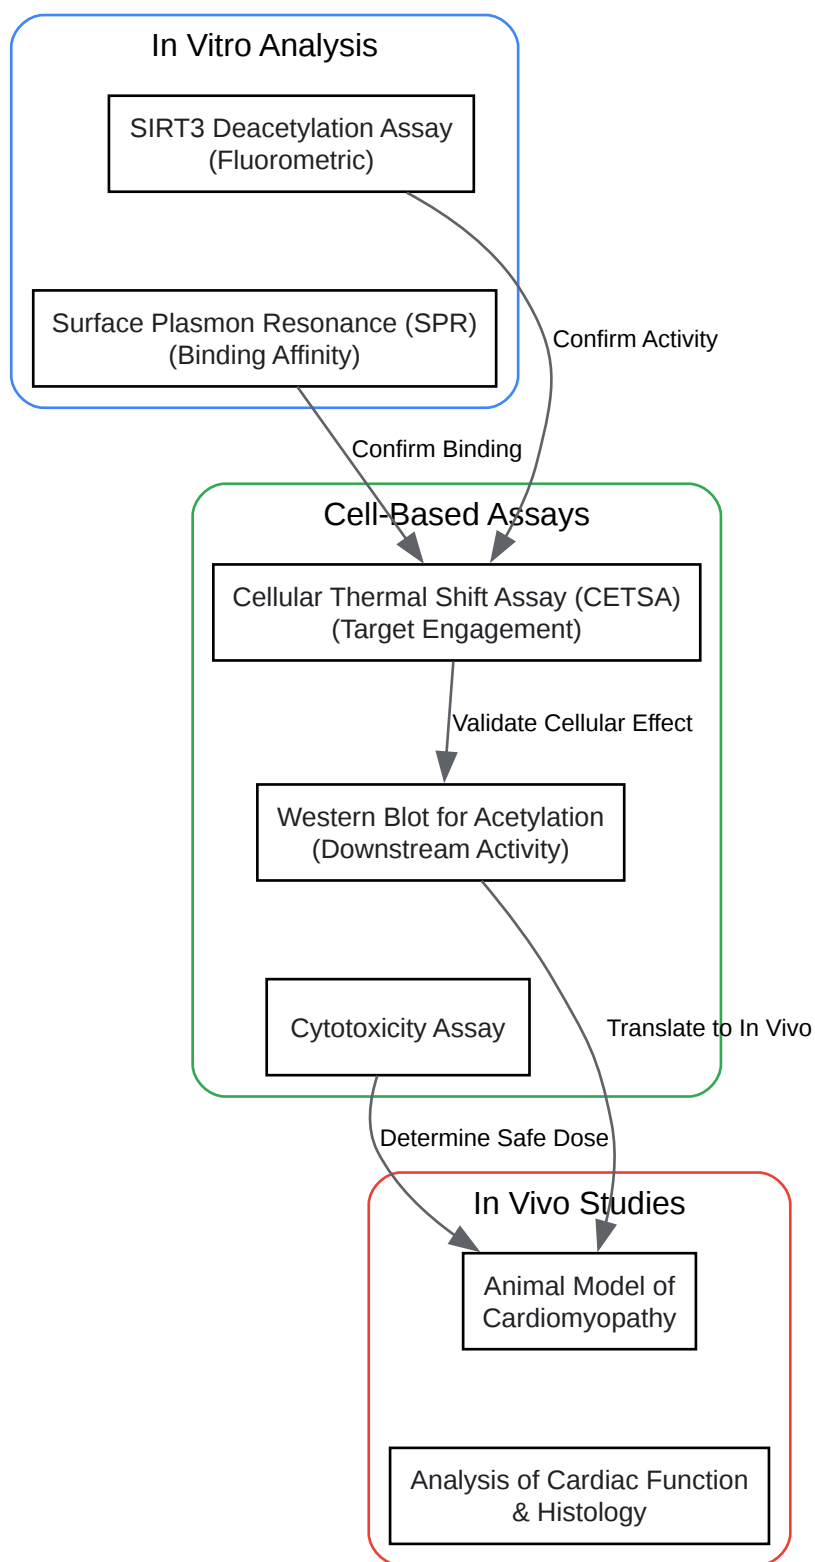 In Vitro Analysis
SIRT3 Deacetylation Assay
(Fluorometric)
Surface Plasmon Resonance (SPR)
(Binding Affinity)
Confirm Activity
Confirm Binding
Cell-Based Assays
Cellular Thermal Shift Assay (CETSA)
(Target Engagement)
Validate Cellular Effect
Western Blot for Acetylation
(Downstream Activity)
Cytotoxicity Assay
Translate to In Vivo
Determine Safe Dose
In Vivo Studies
Animal Model of
Cardiomyopathy
Analysis of Cardiac Function
& Histology